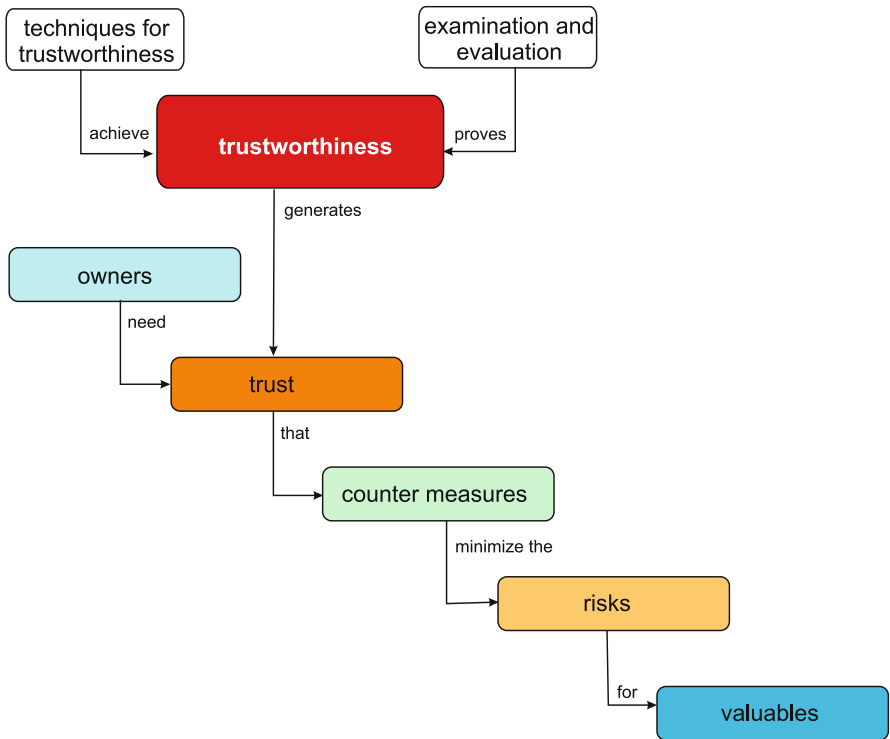 techniques for
trustworthiness
examination and
evaluation
achieve
trustworthiness
proves
generates
owners
need
trust
that
counter measures
minimize the
risks
for
valuables